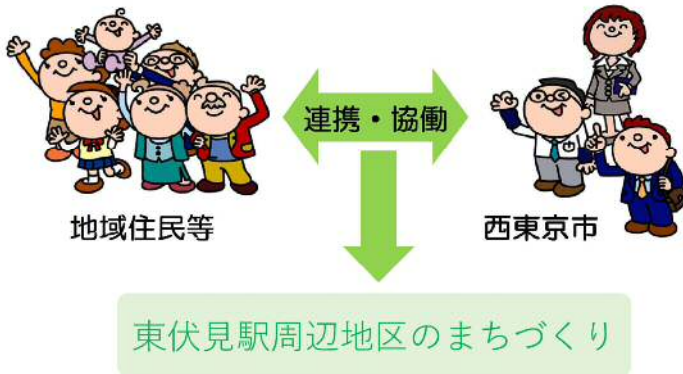 連携・協働
地域住民等
西東京市
東伏見駅周辺地区のまちづくり